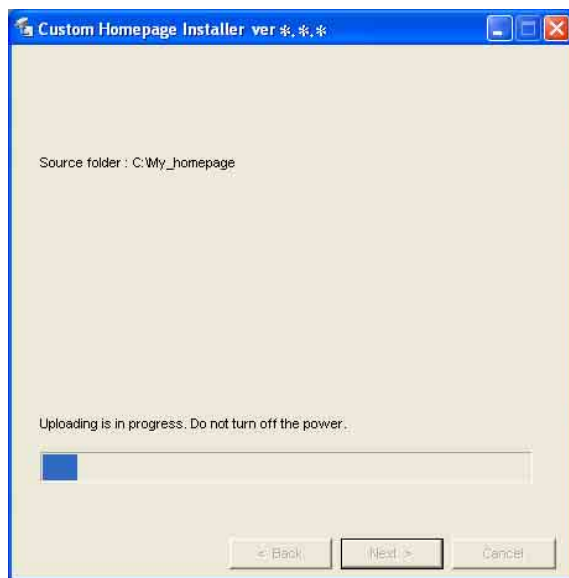 Custom Homepage Installer ver *.*.*
Source folder : C:\My_homepage
Uploading is in progress. Do not turn off the power.
< Back
Next >
Cancel